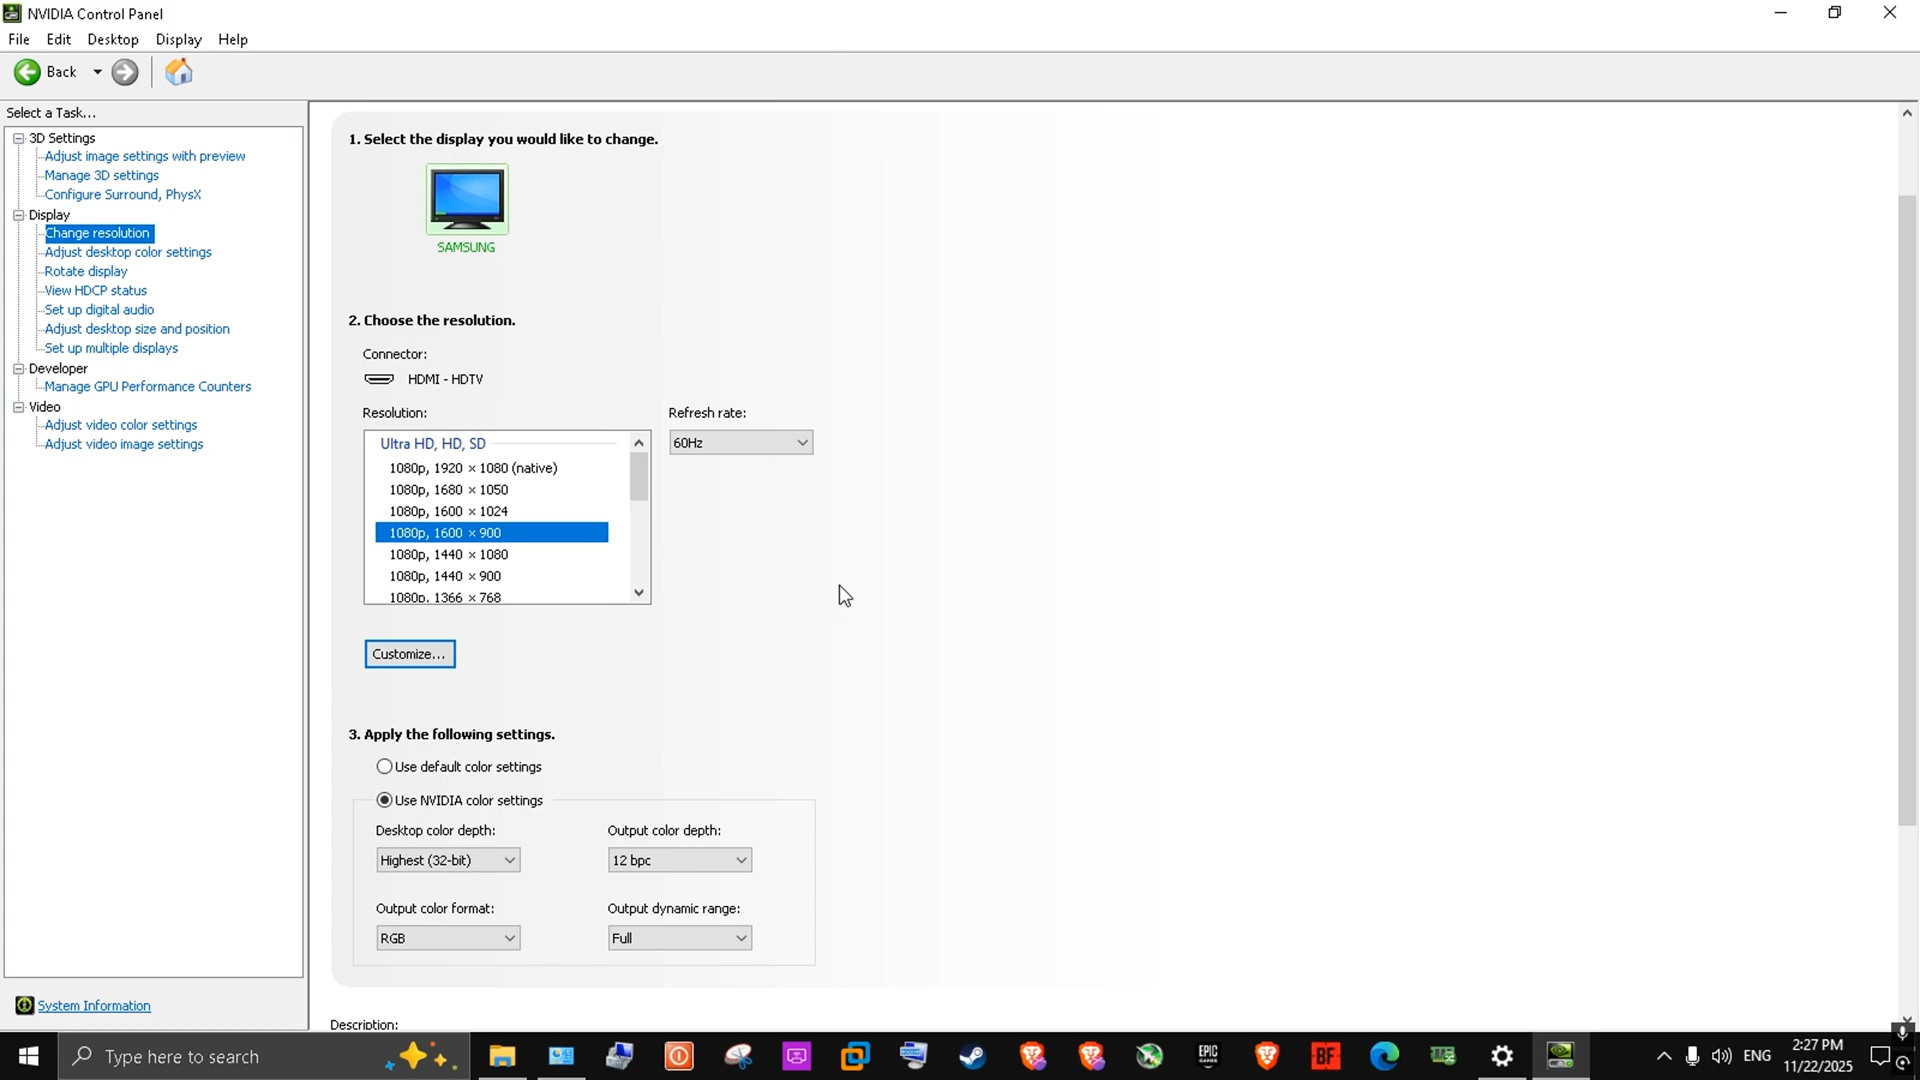 NVIDIA Control Panel
File Edit Desktop Display Help
Back
Select a Task...
3D Settings
Adjust image settings with preview
Manage 3D settings
Configure Surround, PhysX
Display
Change resolution
Adjust desktop color settings
Rotate display
View HDCP status
Set up digital audio
Adjust desktop size and position
Set up multiple displays
Developer
Manage GPU Performance Counters
Video
Adjust video color settings
Adjust video image settings
System Information
1. Select the display you would like to change.
SAMSUNG
2. Choose the resolution.
Connector:
HDMI - HDTV
Resolution:
Refresh rate:
Ultra HD, HD, SD
60Hz
1080p, 1920 × 1080 (native)
1080p, 1680 × 1050
1080p, 1600 × 1024
1080p, 1600 × 900
1080p, 1440 × 1080
1080p, 1440 × 900
1080p, 1366 × 768
Customize...
3. Apply the following settings.
Use default color settings
Use NVIDIA color settings
Desktop color depth:
Output color depth:
Highest (32-bit)
12 bpc
Output color format:
Output dynamic range:
RGB
Full
Description:
Type here to search
EPIC
GAMES
BF
ENG
2:27 PM
11/22/2025